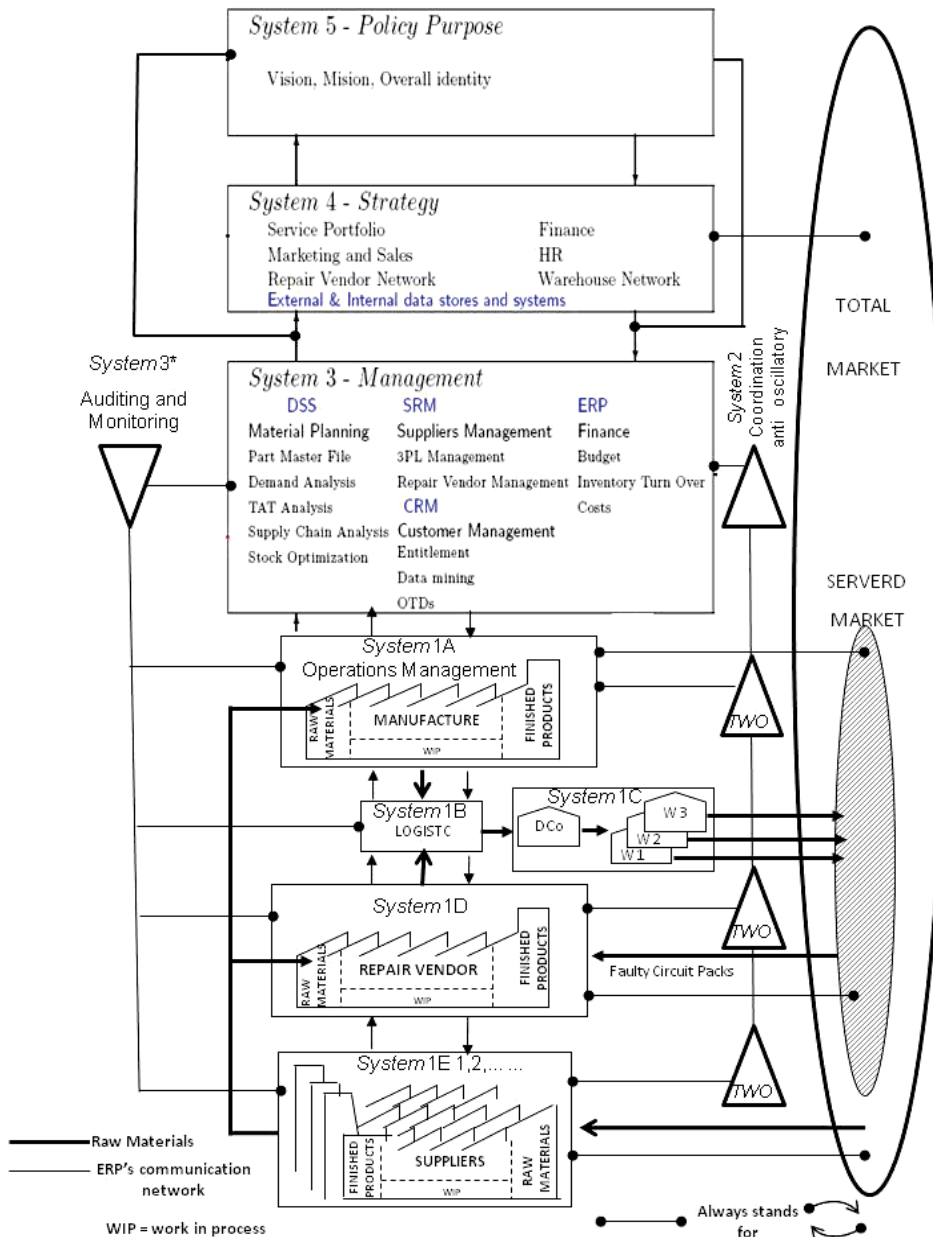 System 5 - Policy Purpose
Vision, Mision, Overall identity
System 4 - Strategy
Service Portfolio
Finance
Marketing and Sales
HR
Repair Vendor Network
Warehouse Network
External & Internal data stores and systems
TOTAL
MARKET
System3*
Auditing and
Monitoring
System2
Coordination
anti oscillatory
System 3 - Management
DSS
Material Planning
Part Master File
Demand Analysis
TAT Analysis
Supply Chain Analysis
Stock Optimization
SRM
Suppliers Management
3PL Management
Repair Vendor Management
CRM
Customer Management
Entitlement
Data mining
OTDs
ERP
Finance
Budget
Inventory Turn Over
Costs
SERVERD
MARKET
System1A
Operations Management
RAW
MATERIALS
MANUFACTURE
WIP
FINISHED
PRODUCTS
TWO
System1B
LOGISTC
System1C
DCo
W3
W2
W1
System1D
RAW
MATERIALS
REPAIR VENDOR
WIP
FINISHED
PRODUCTS
TWO
Faulty Circuit Packs
System1E 1,2,... ...
FINISHED
PRODUCTS
SUPPLIERS
WIP
RAW
MATERIALS
TWO
Raw Materials
ERP's communication
network
WIP = work in process
Always stands
for